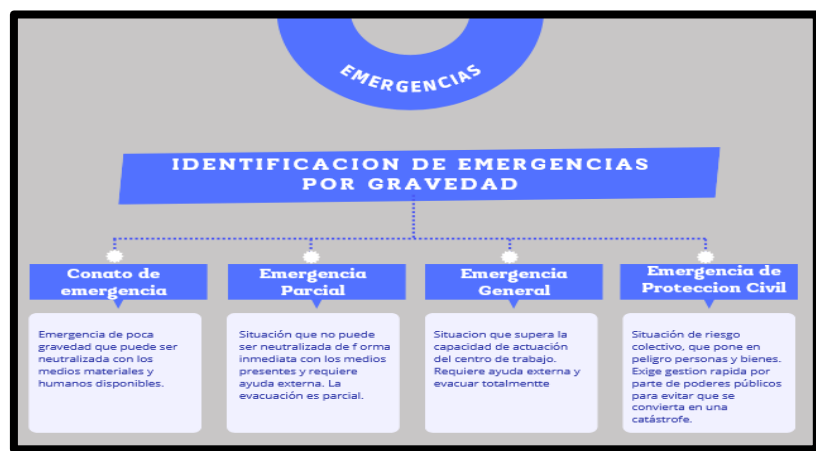 EMERGENCIAS
IDENTIFICACION DE EMERGENCIAS
POR GRAVEDAD
Conato de
emergencia
Emergencia de poca
gravedad que puede ser
neutralizada con los
medios materiales y
humanos disponibles.
Emergencia
Parcial
Situación que no puede
ser neutralizada de f orma
inmediata con los medios
presentes y requiere
ayuda externa. La
evacuación es parcial.
Emergencia
General
Situacion que supera la
capacidad de actuación
del centro de trabajo.
Requiere ayuda externa y
evacuar totalmentte
Emergencia de
Proteccion Civil
Situación de riesgo
colectivo, que pone en
peligro personas y bienes.
Exige gestion rapida por
parte de poderes públicos
para evitar que se
convierta en una
catástrofe.